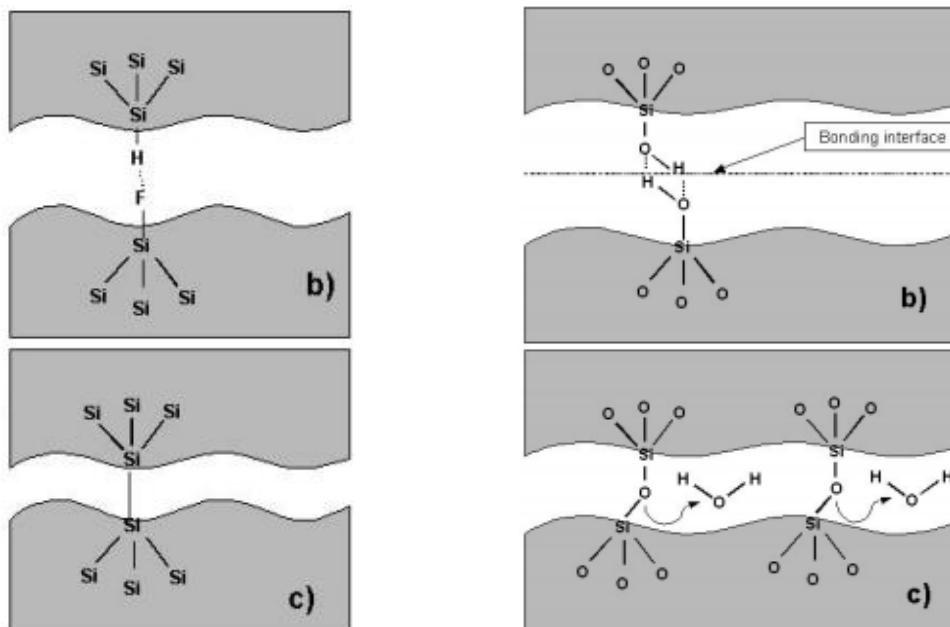 Si Si Si
Si
H
F
Si
Si Si Si
b)
O O O
Si
O H
Bonding interface
H O
Si
O O O
b)
Si Si Si
Si
Si
Si Si Si
c)
O O O O O O
Si Si
O H H O H H
O O
Si Si
O O O O O O
c)